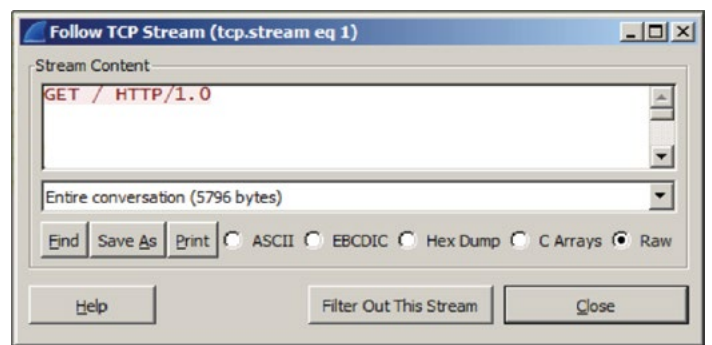 Follow TCP Stream (tcp.stream eq 1)
Stream Content
GET / HTTP/1.0
Entire conversation (5796 bytes)
Find Save As Print ASCII EBCDIC Hex Dump C Arrays Raw
Help Filter Out This Stream Close